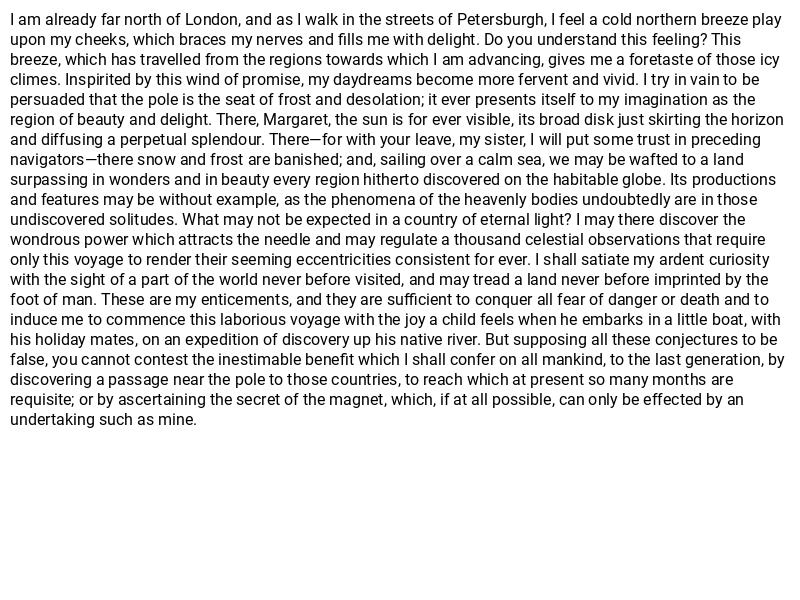 I am already far north of London, and as I walk in the streets of Petersburgh, I feel a cold northern breeze play
upon my cheeks, which braces my nerves and fills me with delight. Do you understand this feeling? This
breeze, which has travelled from the regions towards which I am advancing, gives me a foretaste of those icy
climes. Inspirited by this wind of promise, my daydreams become more fervent and vivid. I try in vain to be
persuaded that the pole is the seat of frost and desolation; it ever presents itself to my imagination as the
region of beauty and delight. There, Margaret, the sun is for ever visible, its broad disk just skirting the horizon
and diffusing a perpetual splendour. There—for with your leave, my sister, I will put some trust in preceding
navigators—there snow and frost are banished; and, sailing over a calm sea, we may be wafted to a land
surpassing in wonders and in beauty every region hitherto discovered on the habitable globe. Its productions
and features may be without example, as the phenomena of the heavenly bodies undoubtedly are in those
undiscovered solitudes. What may not be expected in a country of eternal light? I may there discover the
wondrous power which attracts the needle and may regulate a thousand celestial observations that require
only this voyage to render their seeming eccentricities consistent for ever. I shall satiate my ardent curiosity
with the sight of a part of the world never before visited, and may tread a land never before imprinted by the
foot of man. These are my enticements, and they are sufficient to conquer all fear of danger or death and to
induce me to commence this laborious voyage with the joy a child feels when he embarks in a little boat, with
his holiday mates, on an expedition of discovery up his native river. But supposing all these conjectures to be
false, you cannot contest the inestimable benefit which I shall confer on all mankind, to the last generation, by
discovering a passage near the pole to those countries, to reach which at present so many months are
requisite; or by ascertaining the secret of the magnet, which, if at all possible, can only be effected by an
undertaking such as mine.